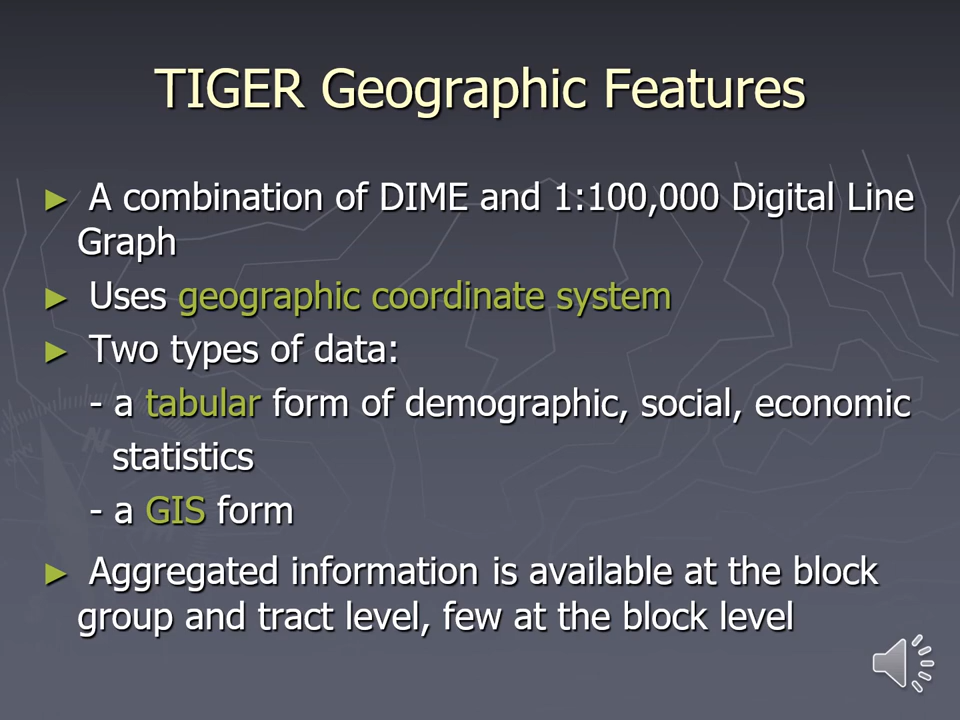 TIGER Geographic Features
► A combination of DIME and 1:100,000 Digital Line
Graph
► Uses geographic coordinate system
► Two types of data:
- a tabular form of demographic, social, economic
statistics
- a GIS form
► Aggregated information is available at the block
group and tract level, few at the block level
N